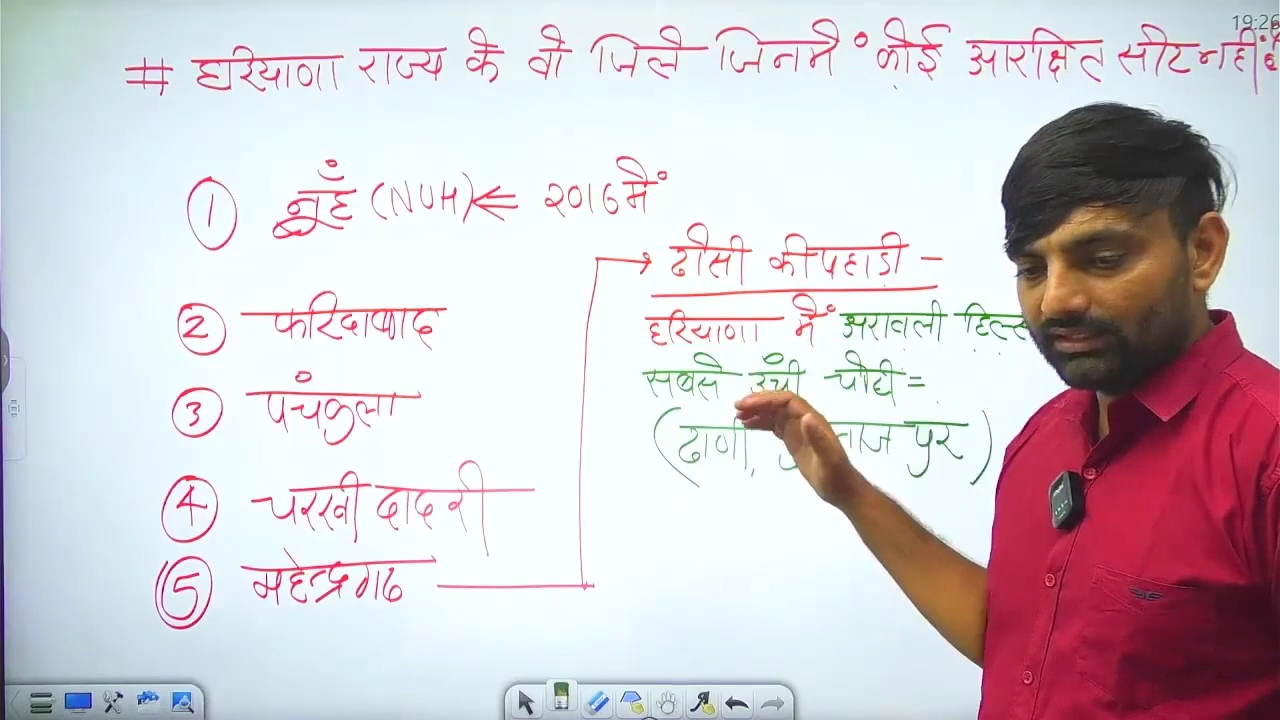 19:26
# हरियाणा राज्य के वो जिले जिनमें कोई आरक्षित सीट नहीं है
1 नूहँ (NUH) ← 2016 में
2 फरिदाबाद
3 पंचकुला
4 चरखी दादरी
5 महेन्द्रगढ
→ ढौसी की पहाडी -
हरियाणा में अरावली हिल्स
सबसे ऊँची चोटी =
(ढाणी, पुर)